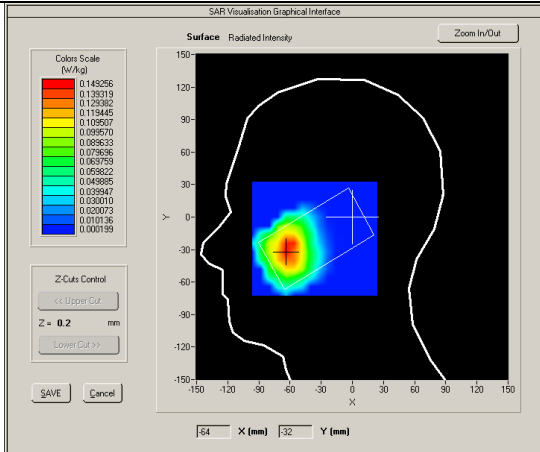 SAR Visualisation Graphical Interface
Surface Radiated Intensity
Zoom In/Out
Colors Scale
(W/kg)
0.149256
0.139319
0.129382
0.119445
0.109507
0.099570
0.089633
0.079696
0.069759
0.059822
0.049885
0.039947
0.030010
0.020073
0.010136
0.000199
Z-Cuts Control
<< Upper Cut
Z = 0.2 mm
Lower Cut >>
SAVE Cancel
150
120
90
60
30
0
-30
-60
-90
-120
-150
Y
-150 -120 -90 -60 -30 0 30 60 90 120 150
X
-64 X (mm) -32 Y (mm)